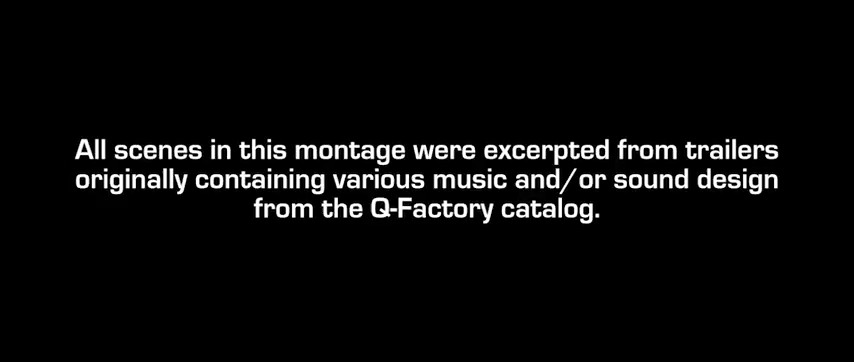 All scenes in this montage were excerpted from trailers
originally containing various music and/or sound design
from the Q-Factory catalog.